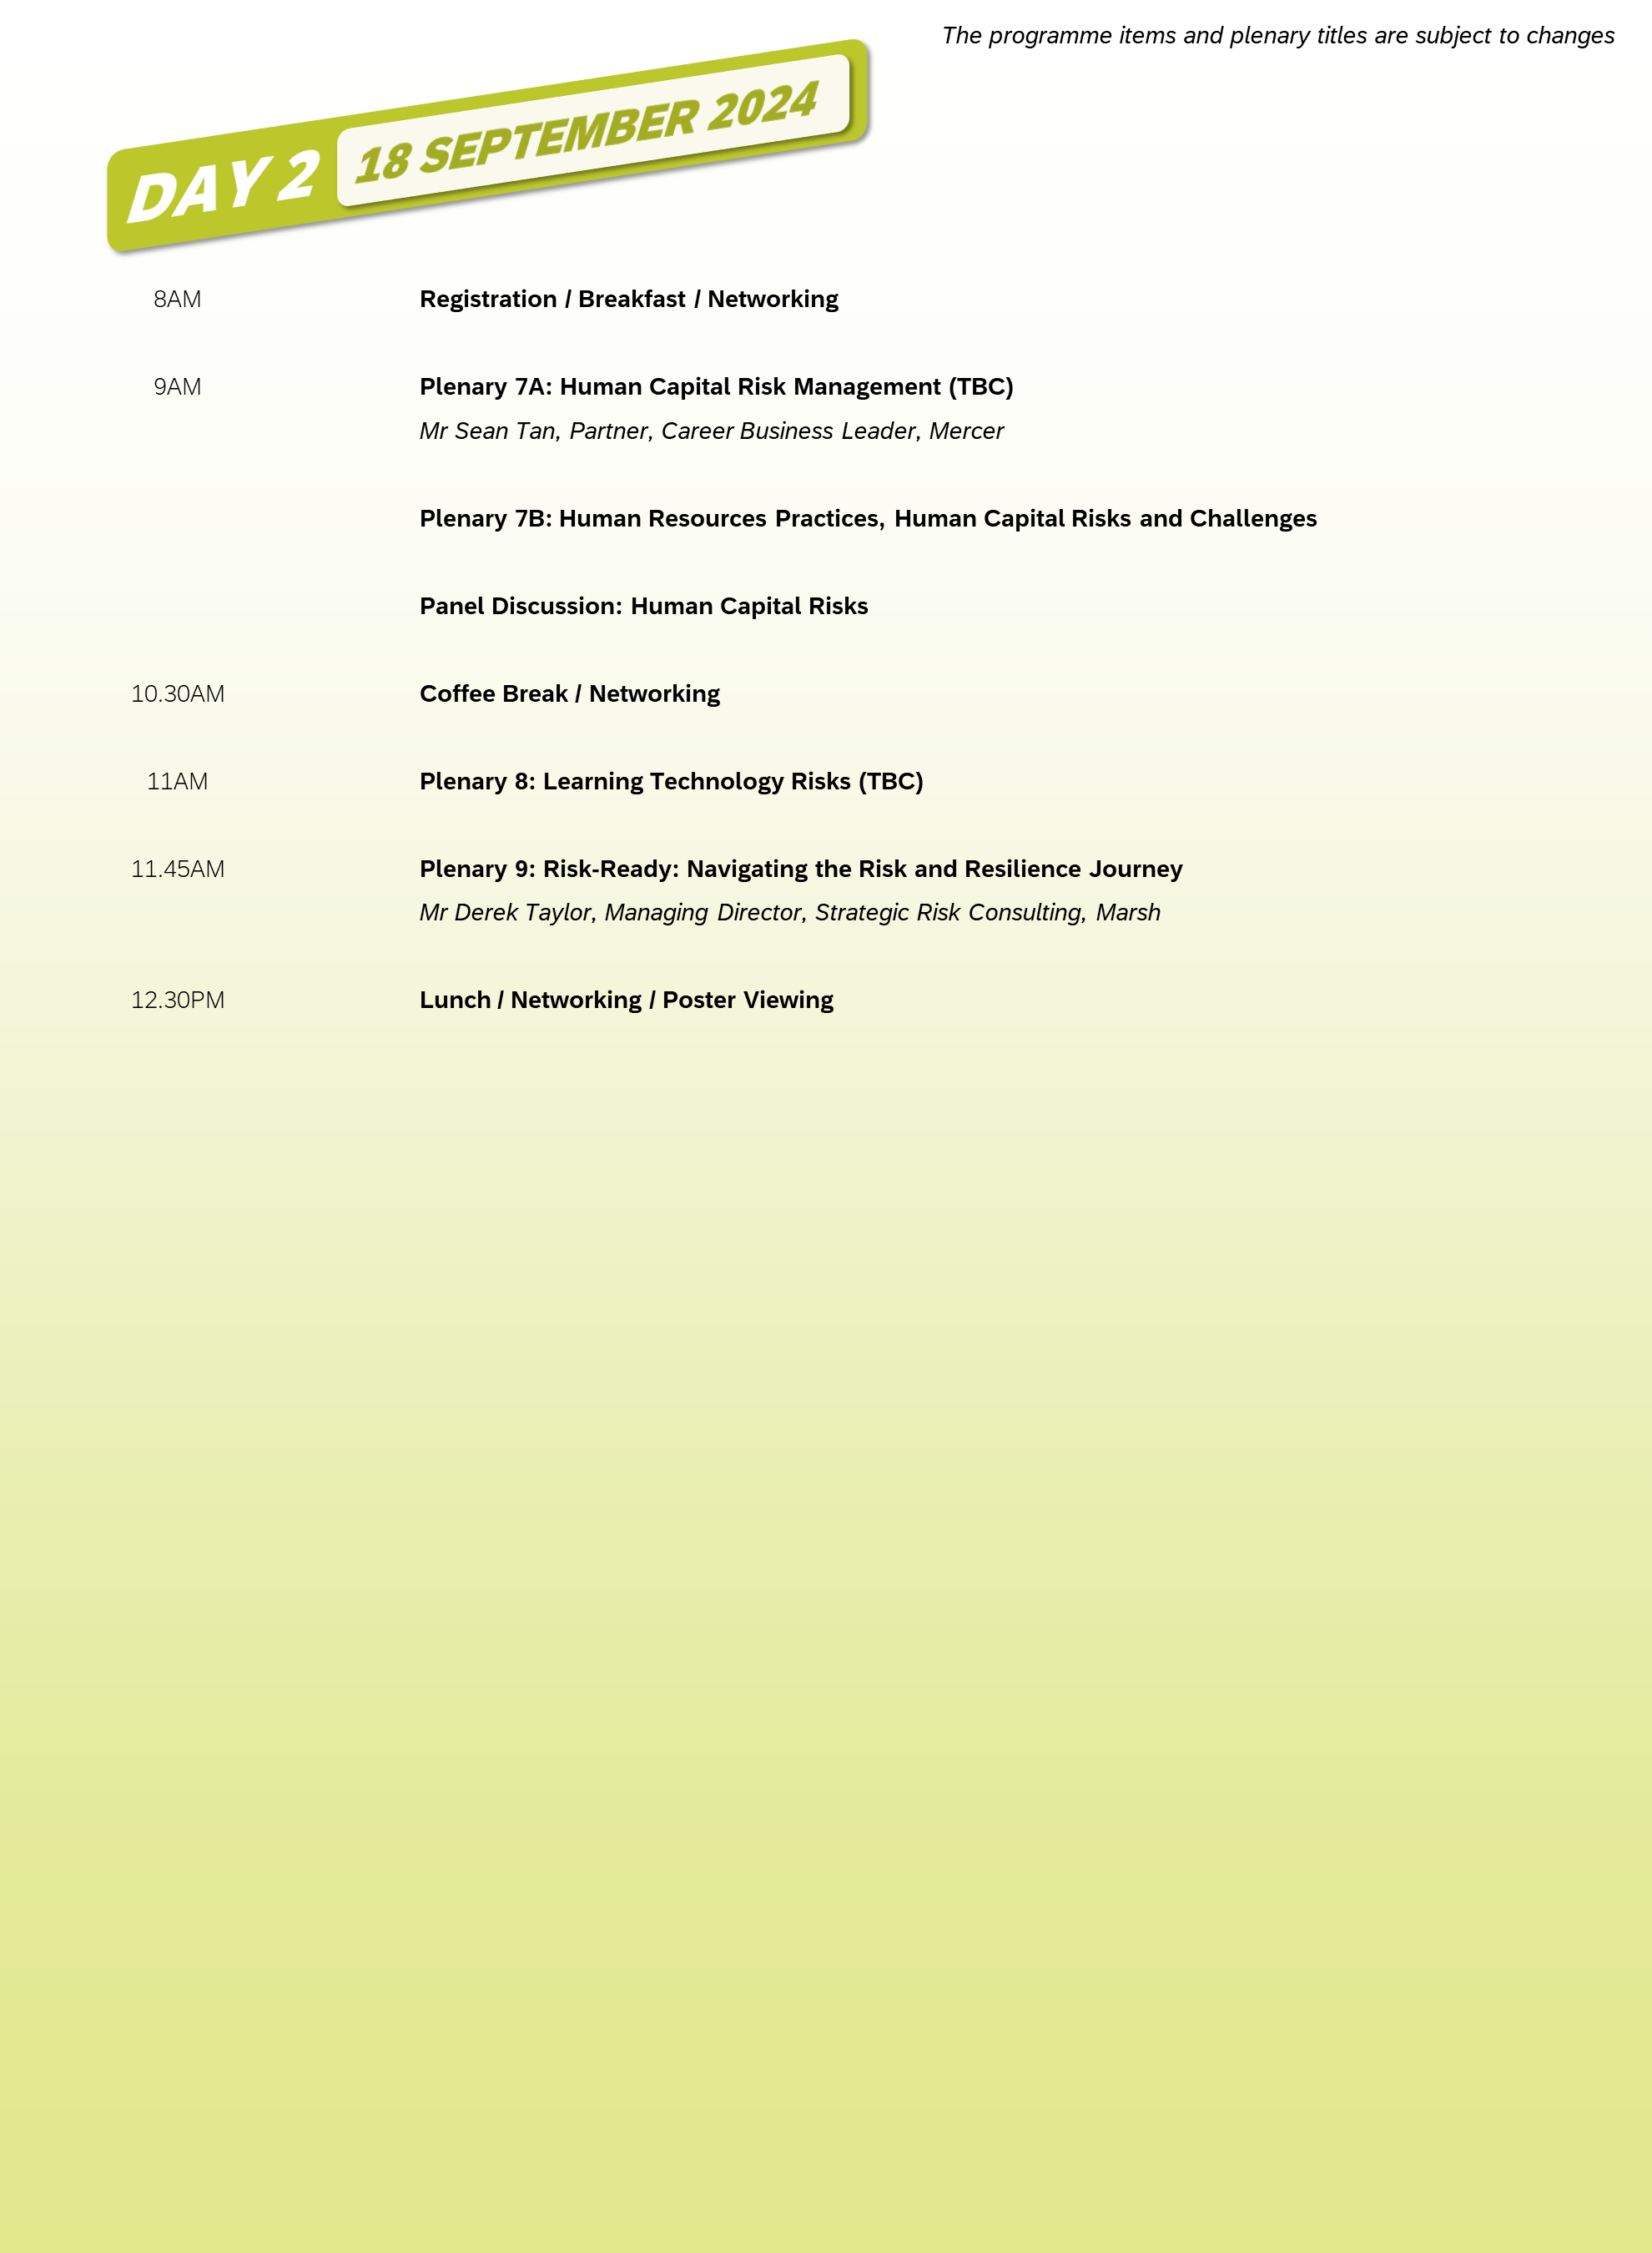 The programme items and plenary titles are subject to changes
DAY 2 18 SEPTEMBER 2024
8AM Registration / Breakfast / Networking
9AM Plenary 7A: Human Capital Risk Management (TBC)
Mr Sean Tan, Partner, Career Business Leader, Mercer
Plenary 7B: Human Resources Practices, Human Capital Risks and Challenges
Panel Discussion: Human Capital Risks
10.30AM Coffee Break / Networking
11AM Plenary 8: Learning Technology Risks (TBC)
11.45AM Plenary 9: Risk-Ready: Navigating the Risk and Resilience Journey
Mr Derek Taylor, Managing Director, Strategic Risk Consulting, Marsh
12.30PM Lunch / Networking / Poster Viewing